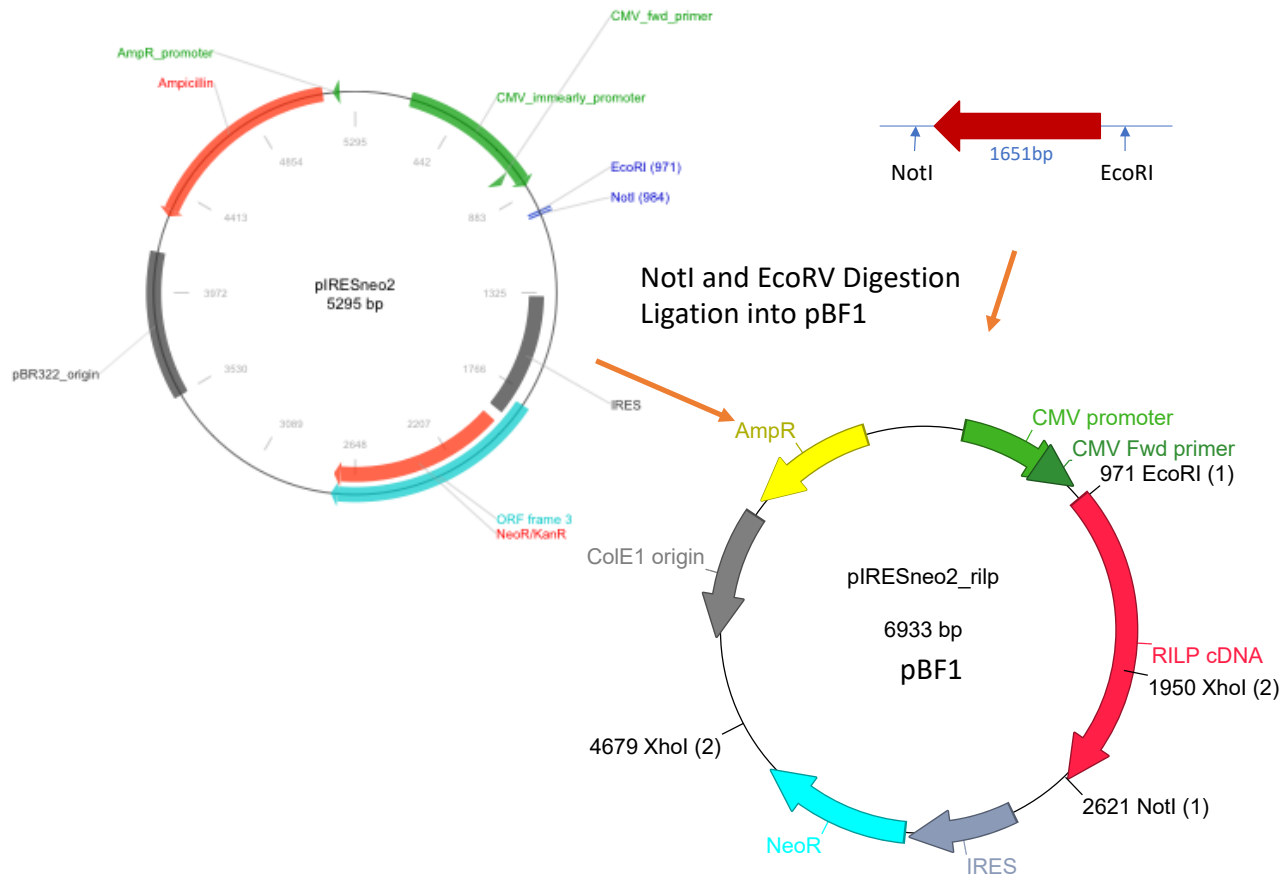 CMV_fwd_primer
AmpR_promoter
Ampicillin
CMV_immearly_promoter
5295
4854
442
EcoRI (971)
NotI (984)
4413
883
pIRESneo2
5295 bp
3972
1325
pBR322_origin
3530
1766
IRES
3089
2207
2648
ORF frame 3
NeoR/KanR
1651bp
NotI
EcoRI
NotI and EcoRV Digestion
Ligation into pBF1
AmpR
CMV promoter
CMV Fwd primer
971 EcoRI (1)
ColE1 origin
pIRESneo2_rilp
6933 bp
pBF1
RILP cDNA
1950 XhoI (2)
4679 XhoI (2)
2621 NotI (1)
NeoR
IRES